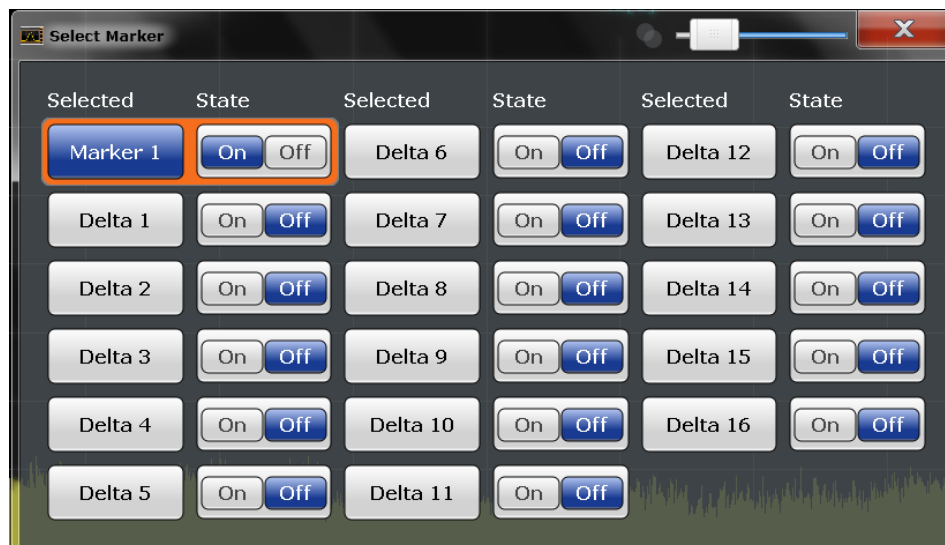 Select Marker
X
Selected State Selected State Selected State
Marker 1 On Off Delta 6 On Off Delta 12 On Off
Delta 1 On Off Delta 7 On Off Delta 13 On Off
Delta 2 On Off Delta 8 On Off Delta 14 On Off
Delta 3 On Off Delta 9 On Off Delta 15 On Off
Delta 4 On Off Delta 10 On Off Delta 16 On Off
Delta 5 On Off Delta 11 On Off